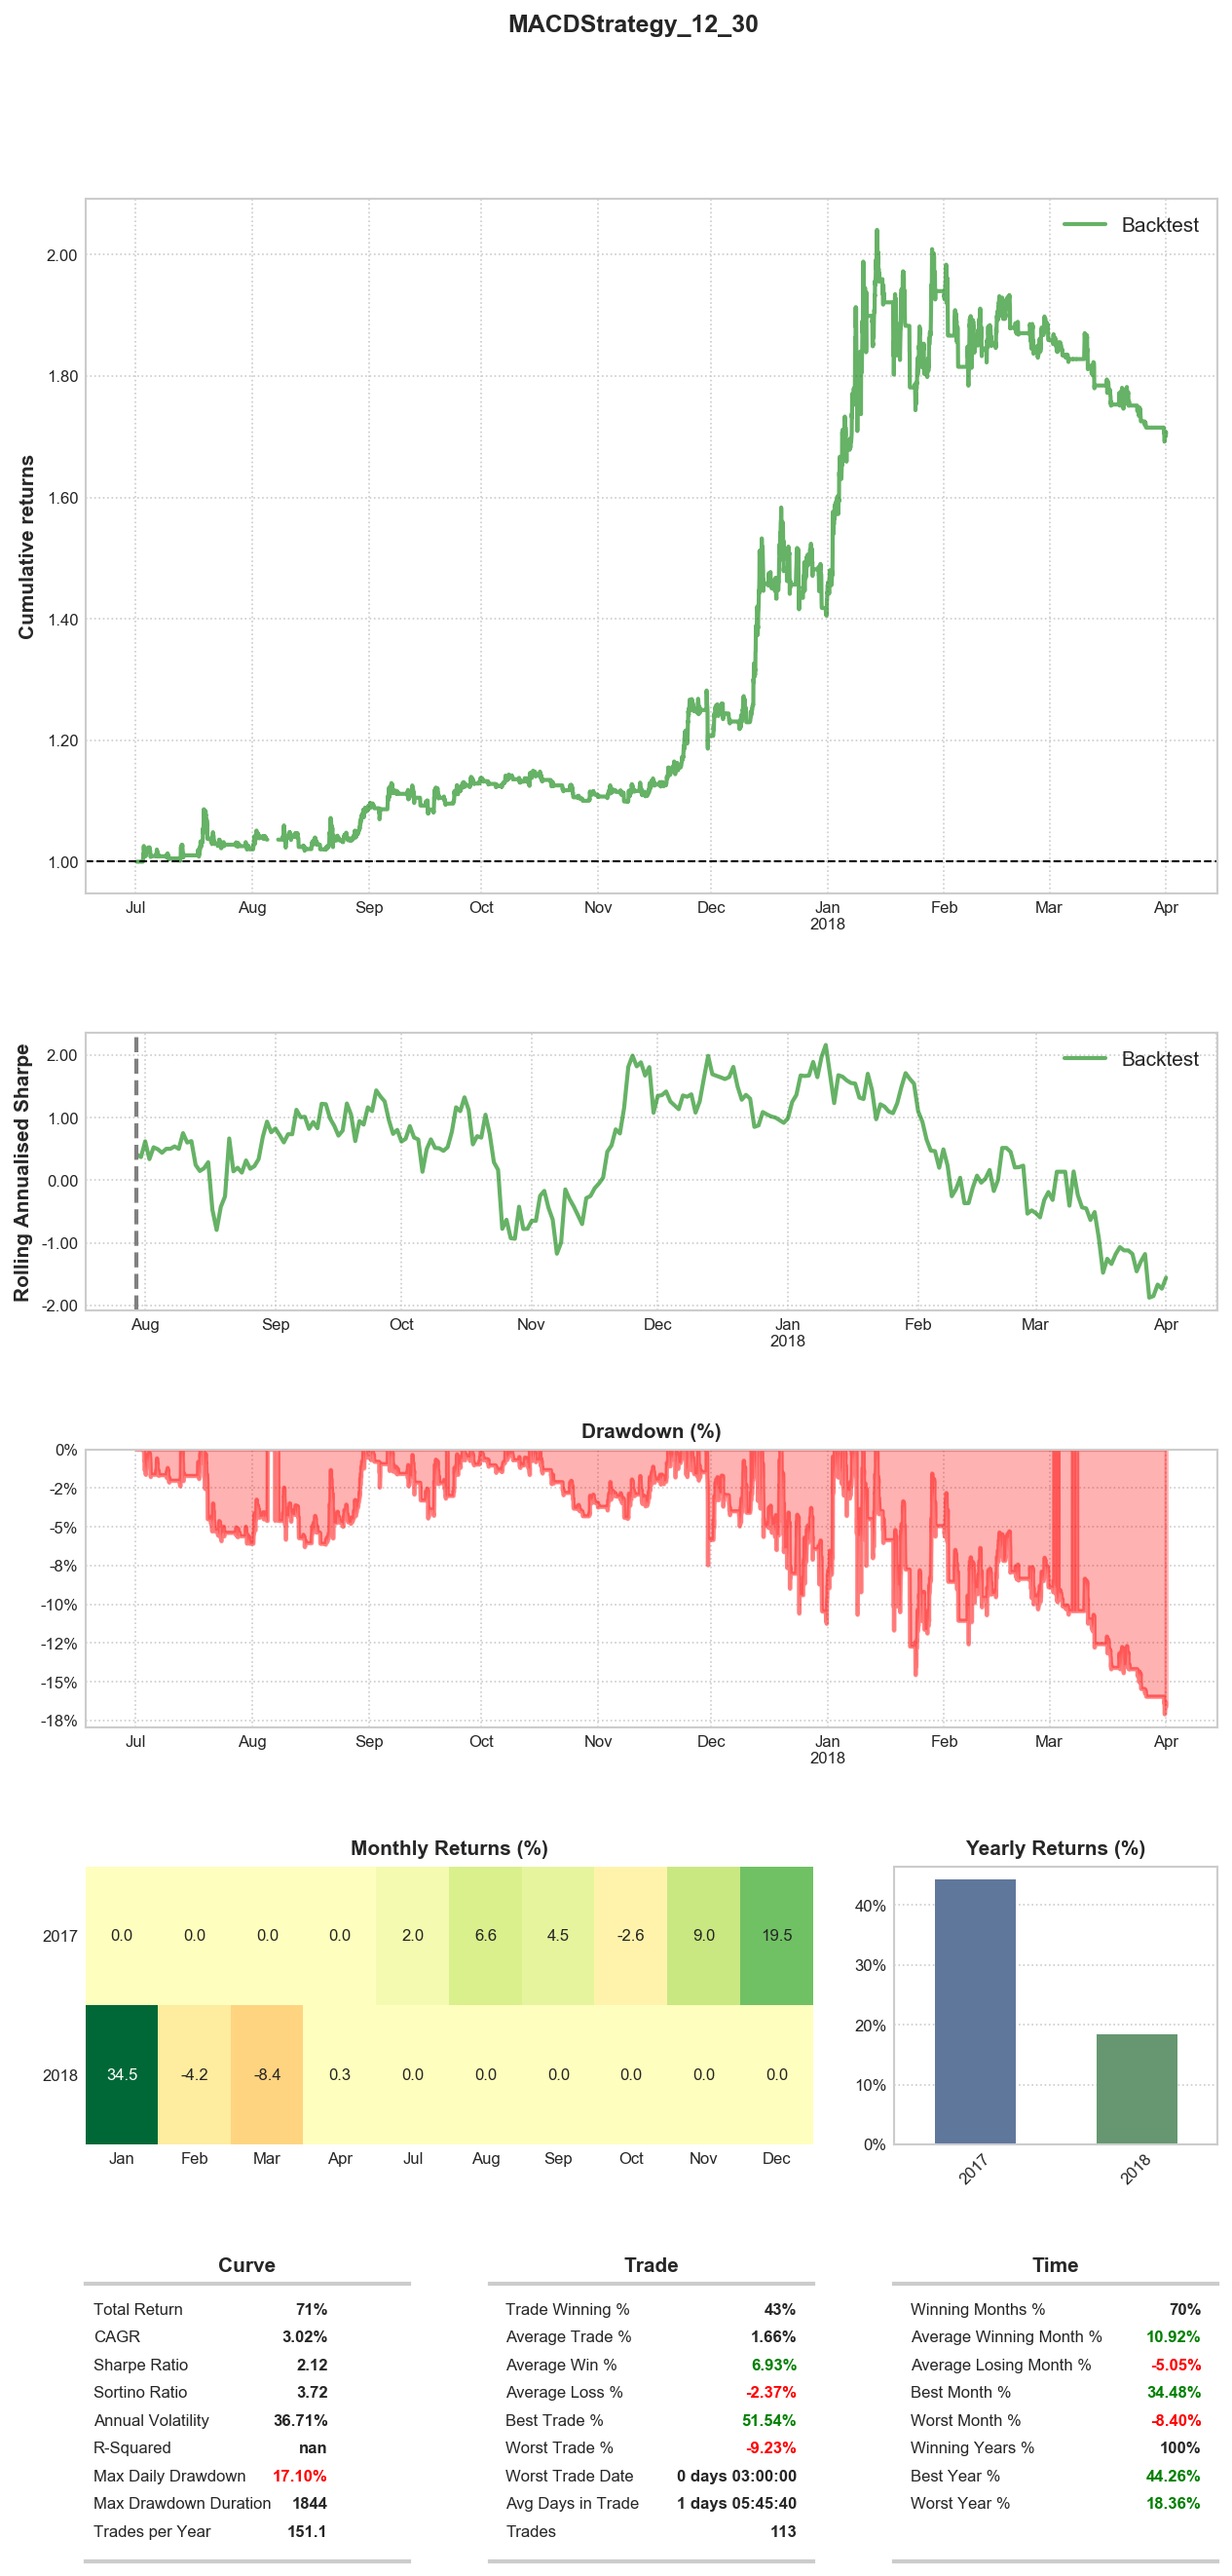 MACDStrategy_12_30
Backtest
Cumulative returns
2.00
1.80
1.60
1.40
1.20
1.00
Jul Aug Sep Oct Nov Dec Jan Feb Mar Apr
2018
Backtest
Rolling Annualised Sharpe
2.00
1.00
0.00
-1.00
-2.00
Aug Sep Oct Nov Dec Jan Feb Mar Apr
2018
Drawdown (%)
0%
-2%
-5%
-8%
-10%
-12%
-15%
-18%
Jul Aug Sep Oct Nov Dec Jan Feb Mar Apr
2018
Monthly Returns (%)
2017 0.0 0.0 0.0 0.0 2.0 6.6 4.5 -2.6 9.0 19.5
2018 34.5 -4.2 -8.4 0.3 0.0 0.0 0.0 0.0 0.0 0.0
Jan Feb Mar Apr Jul Aug Sep Oct Nov Dec
Yearly Returns (%)
40%
30%
20%
10%
0%
2017 2018
Curve
Total Return 71%
CAGR 3.02%
Sharpe Ratio 2.12
Sortino Ratio 3.72
Annual Volatility 36.71%
R-Squared nan
Max Daily Drawdown 17.10%
Max Drawdown Duration 1844
Trades per Year 151.1
Trade
Trade Winning % 43%
Average Trade % 1.66%
Average Win % 6.93%
Average Loss % -2.37%
Best Trade % 51.54%
Worst Trade % -9.23%
Worst Trade Date 0 days 03:00:00
Avg Days in Trade 1 days 05:45:40
Trades 113
Time
Winning Months % 70%
Average Winning Month % 10.92%
Average Losing Month % -5.05%
Best Month % 34.48%
Worst Month % -8.40%
Winning Years % 100%
Best Year % 44.26%
Worst Year % 18.36%